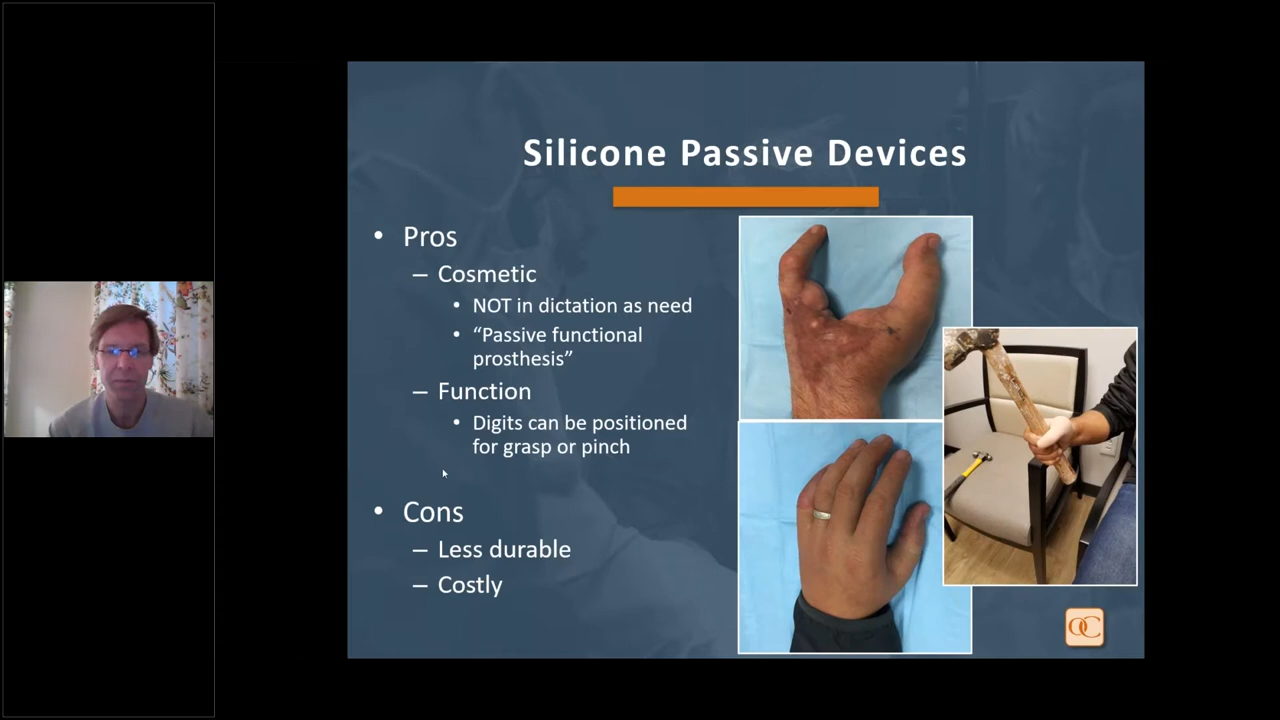 Silicone Passive Devices
• Pros
– Cosmetic
• NOT in dictation as need
• “Passive functional
prosthesis”
– Function
• Digits can be positioned
for grasp or pinch
• Cons
– Less durable
– Costly
OC